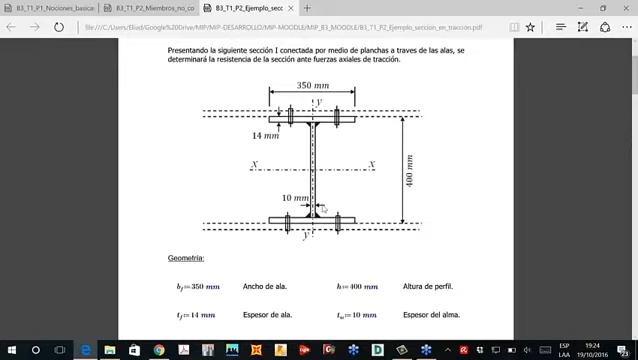 B3_T1_P1_Nociones_basica
B3_T1_P2_Miembros_no_co
B3_T1_P2_Ejemplo_secc
file:///C:/Users/Eliud/Google%20Drive/MIP/MIP-DESARROLLO/MIP-MOODLE/MIP_B3_MOODLE/B3_T1_P2_Ejemplo_seccion_en_traccion.pdf
Presentando la siguiente sección I conectada por medio de planchas a traves de las alas, se
determinará la resistencia de la sección ante fuerzas axiales de tracción.
350 mm
y
14 mm
X
X
400 mm
10 mm
y
Geometría:
bf:=350 mm
Ancho de ala.
h:=400 mm
Altura de perfil.
tf:=14 mm
Espesor de ala.
tw:=10 mm
Espesor del alma.
ESP
LAA
19:24
19/10/2016